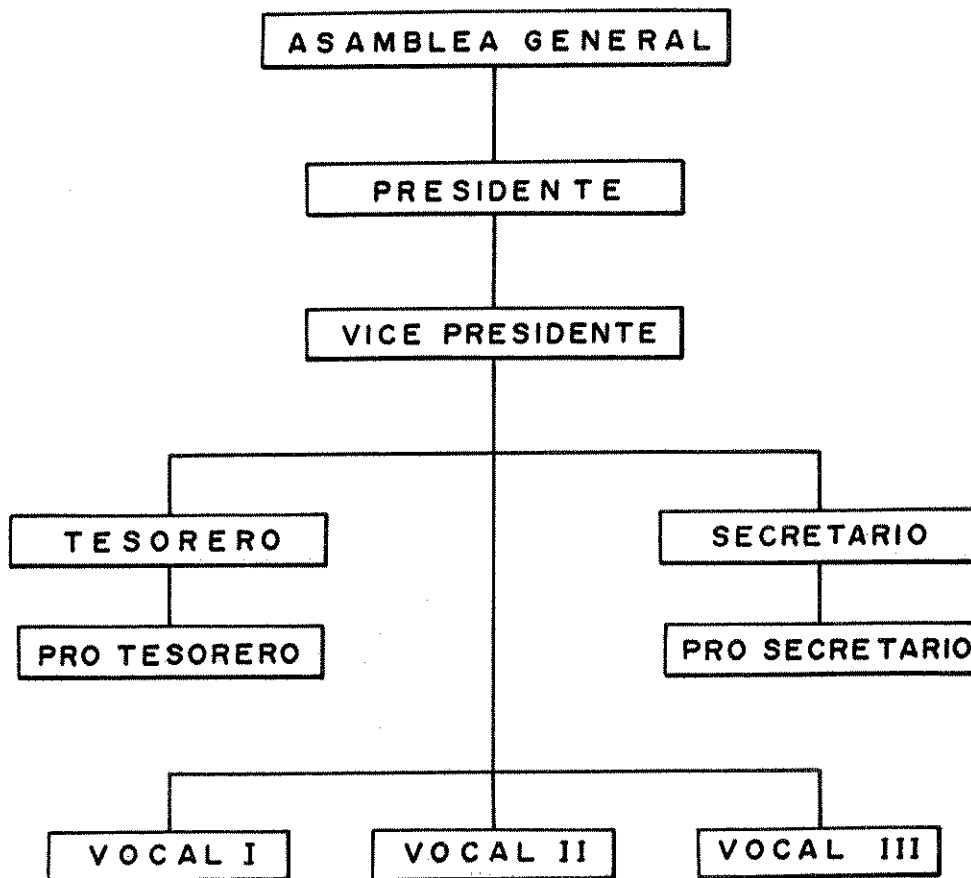 ASAMBLEA GENERAL
PRESIDENTE
VICE PRESIDENTE
TESORERO
SECRETARIO
PRO TESORERO
PRO SECRETARIO
VOCAL I
VOCAL II
VOCAL III